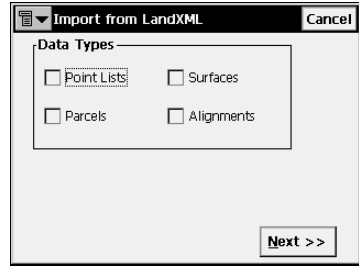 Import from LandXML Cancel
Data Types
Point Lists Surfaces
Parcels Alignments
Next >>